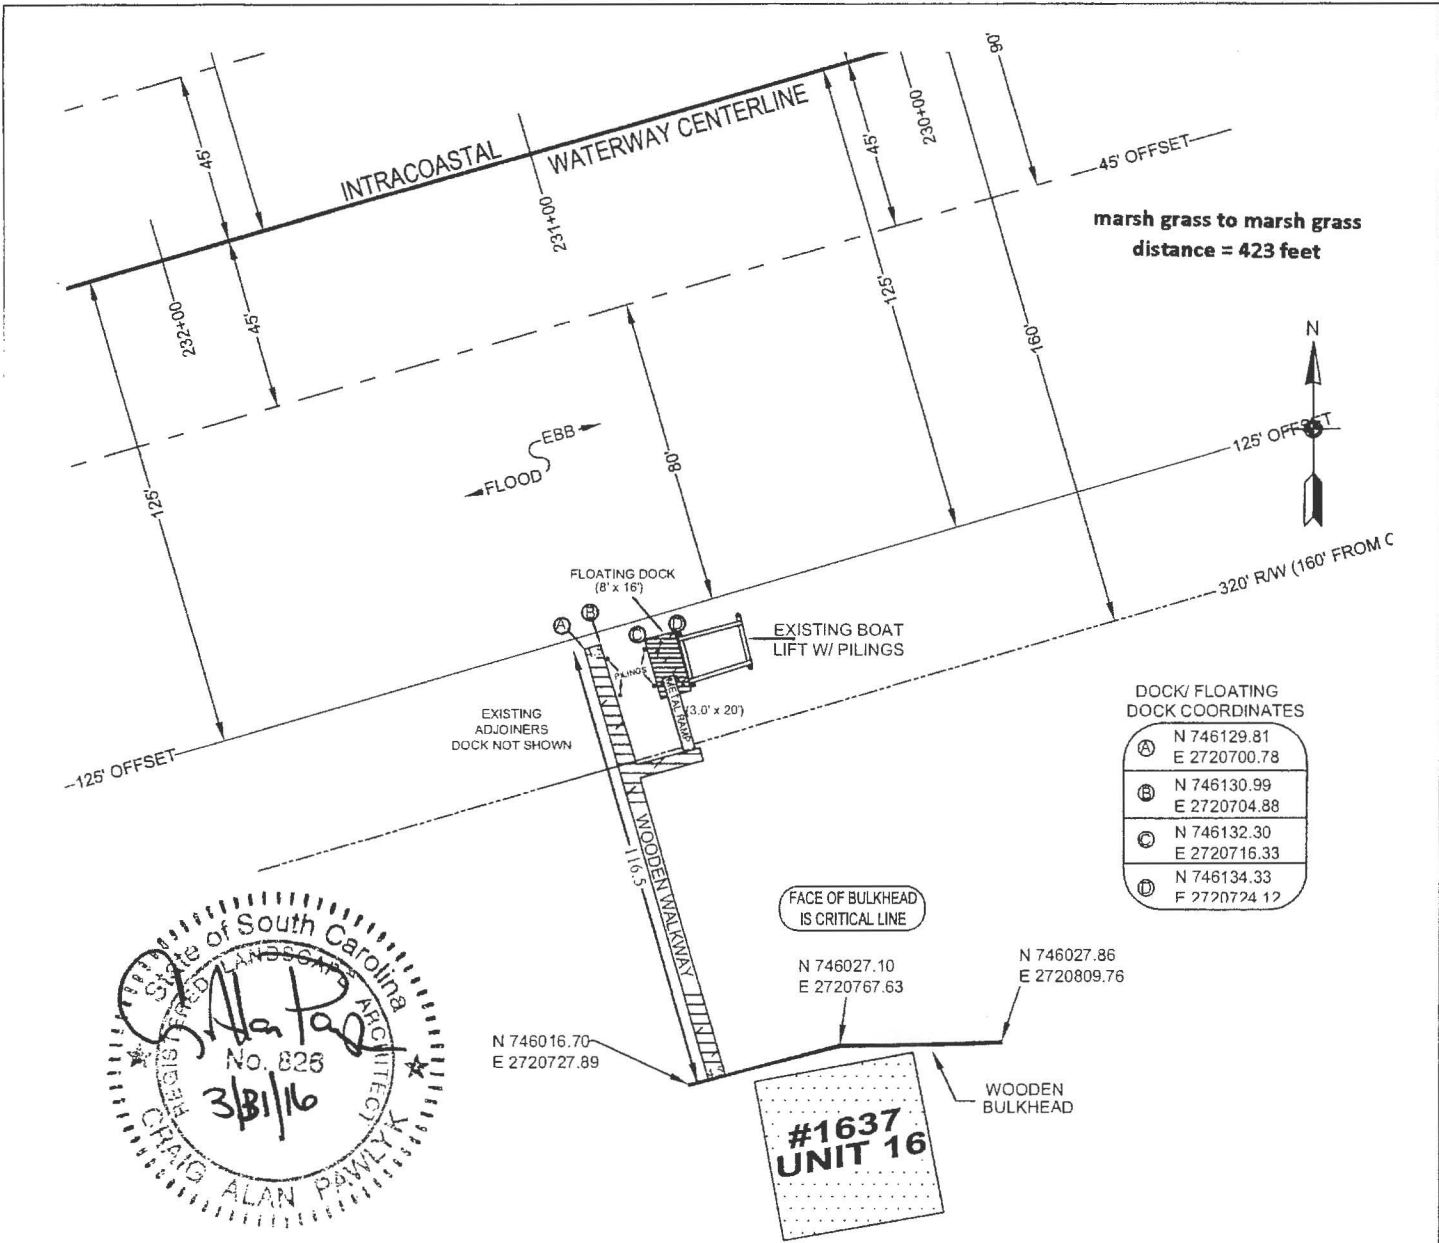 90'
45'
INTRACOASTAL WATERWAY CENTERLINE
45'
230+00
45' OFFSET
231+00
marsh grass to marsh grass
distance = 423 feet
232+00
45'
125'
160'
N
125'
EBB
FLOOD
80'
125' OFFSET
320' R/W (160' FROM C
FLOATING DOCK
(8' x 16')
A
B
C
D
EXISTING BOAT
LIFT W/ PILINGS
PILINGS
METAL RAMP
(3.0' x 20')
EXISTING
ADJOINERS
DOCK NOT SHOWN
125' OFFSET
DOCK/ FLOATING
DOCK COORDINATES
A N 746129.81
E 2720700.78
B N 746130.99
E 2720704.88
C N 746132.30
E 2720716.33
D N 746134.33
E 2720724.12
WOODEN WALKWAY
116.5
FACE OF BULKHEAD
IS CRITICAL LINE
N 746027.10
E 2720767.63
N 746027.86
E 2720809.76
N 746016.70
E 2720727.89
WOODEN
BULKHEAD
#1637
UNIT 16
State of South Carolina
REGISTERED LANDSCAPE ARCHITECT
No. 826
3/31/16
CRAIG ALAN PAWLYK